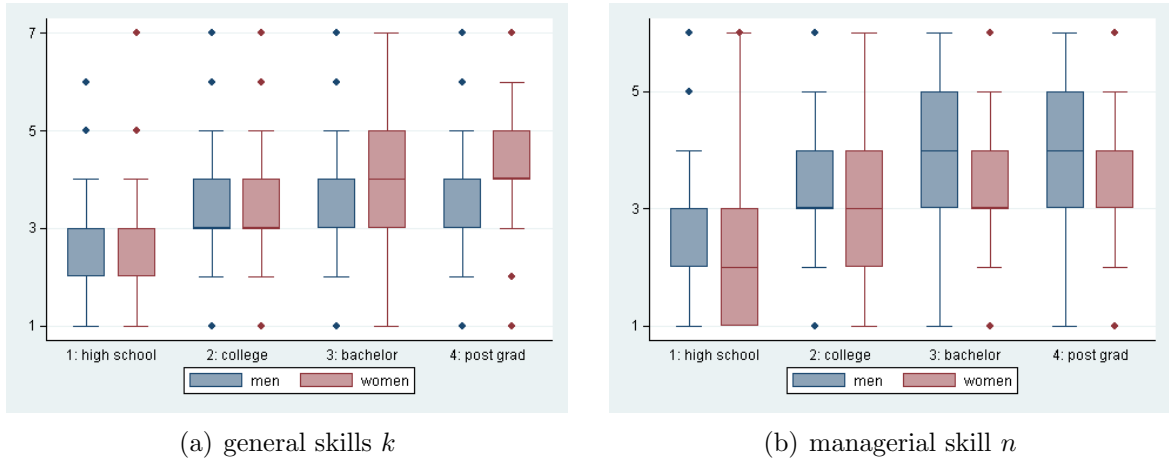 7
5
3
1
1: high school 2: college 3: bachelor 4: post grad
men women
(a) general skills k
5
3
1
1: high school 2: college 3: bachelor 4: post grad
men women
(b) managerial skill n